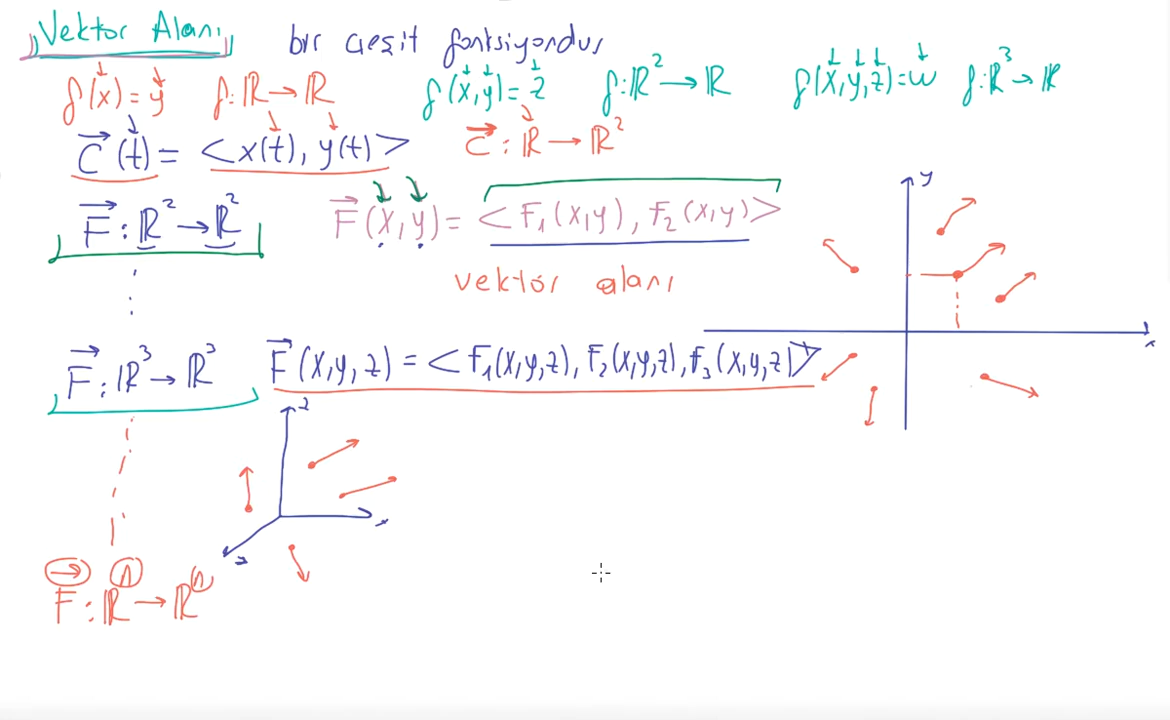 Vektor Alanı bir çeşit fonksiyondur
f(x) = y f: ℝ → ℝ f(x,y) = z f: ℝ² → ℝ f(x,y,z) = w f: ℝ³ → ℝ
C⃗(t) = <x(t), y(t)> C⃗: ℝ → ℝ²
F⃗: ℝ² → ℝ² F⃗(x,y) = <F₁(x,y), F₂(x,y)>
vektör alanı
y
x
F⃗: ℝ³ → ℝ³ F⃗(x,y,z) = <F₁(x,y,z), F₂(x,y,z), F₃(x,y,z)>
z
x
F⃗: ℝⁿ → ℝⁿ